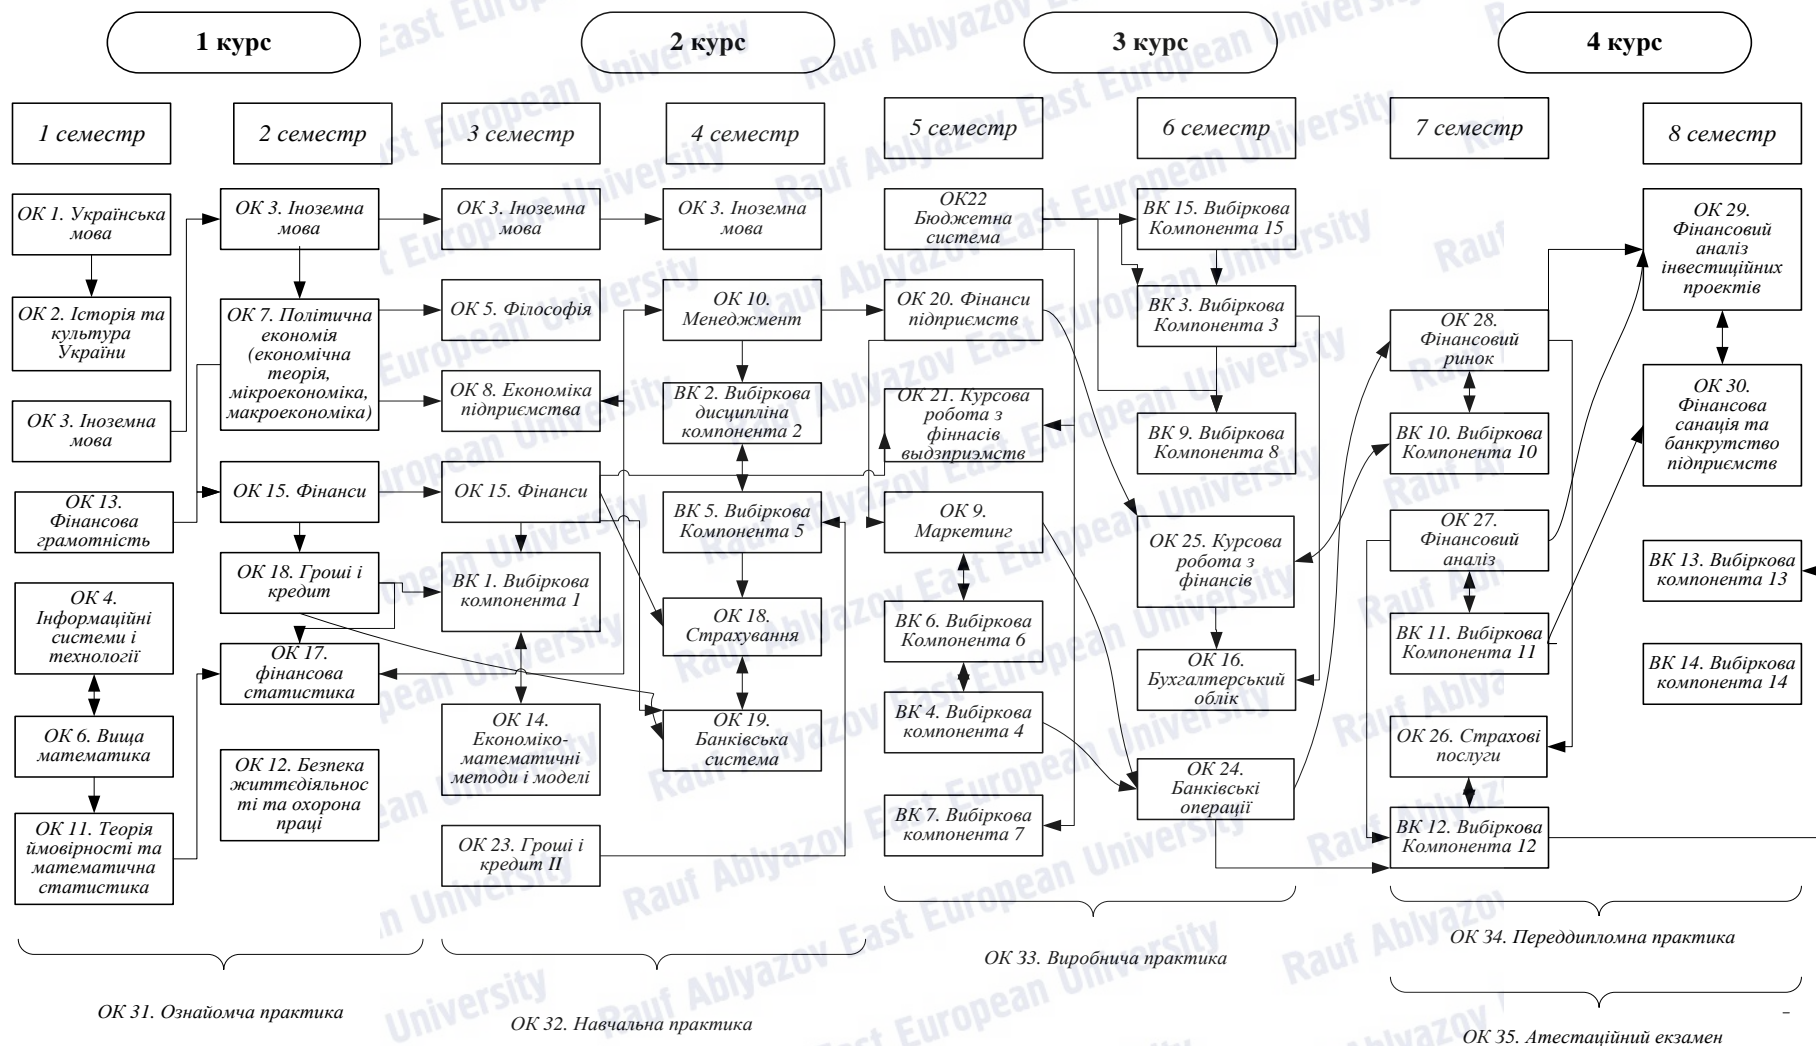 1 курс
2 курс
3 курс
4 курс
1 семестр
2 семестр
3 семестр
4 семестр
5 семестр
6 семестр
7 семестр
8 семестр
ОК 1. Українська
мова
ОК 2. Історія та
культура
України
ОК 3. Іноземна
мова
ОК 13.
Фінансова
грамотність
ОК 4.
Інформаційні
системи і
технології
ОК 6. Вища
математика
ОК 11. Теорія
ймовірності та
математична
статистика
ОК 3. Іноземна
мова
ОК 7. Політична
економія
(економічна
теорія,
мікроекономіка,
макроекономіка)
ОК 15. Фінанси
ОК 18. Гроші і
кредит
ОК 17.
фінансова
статистика
ОК 12. Безпека
життєдіяльнос
ті та охорона
праці
ОК 3. Іноземна
мова
ОК 5. Філософія
ОК 8. Економіка
підприємства
ОК 15. Фінанси
ВК 1. Вибіркова
компонента 1
ОК 14.
Економіко-
математичні
методи і моделі
ОК 23. Гроші і
кредит ІІ
ОК 3. Іноземна
мова
ОК 10.
Менеджмент
ВК 2. Вибіркова
дисципліна
компонента 2
ВК 5. Вибіркова
Компонента 5
ОК 18.
Страхування
ОК 19.
Банківська
система
ОК22
Бюджетна
система
ОК 20. Фінанси
підприємств
ОК 21. Курсова
робота з
фіннасів
выдзприэмств
ОК 9.
Маркетинг
ВК 6. Вибіркова
Компонента 6
ВК 4. Вибіркова
компонента 4
ВК 7. Вибіркова
компонента 7
ВК 15. Вибіркова
Компонента 15
ВК 3. Вибіркова
Компонента 3
ВК 9. Вибіркова
Компонента 8
ОК 25. Курсова
робота з
фінансів
ОК 16.
Бухгалтерський
облік
ОК 24.
Банківські
операції
ОК 28.
Фінансовий
ринок
ВК 10. Вибіркова
Компонента 10
ОК 27.
Фінансовий
аналіз
ВК 11. Вибіркова
Компонента 11
ОК 26. Страхові
послуги
ВК 12. Вибіркова
Компонента 12
ОК 29.
Фінансовий
аналіз
інвестиційних
проектів
ОК 30.
Фінансова
санація та
банкрутство
підприємств
ВК 13. Вибіркова
компонента 13
ВК 14. Вибіркова
компонента 14
ОК 31. Ознайомча практика
ОК 32. Навчальна практика
ОК 33. Виробнича практика
ОК 34. Переддипломна практика
ОК 35. Атестаційний екзамен
Rauf Ablyazov East European University